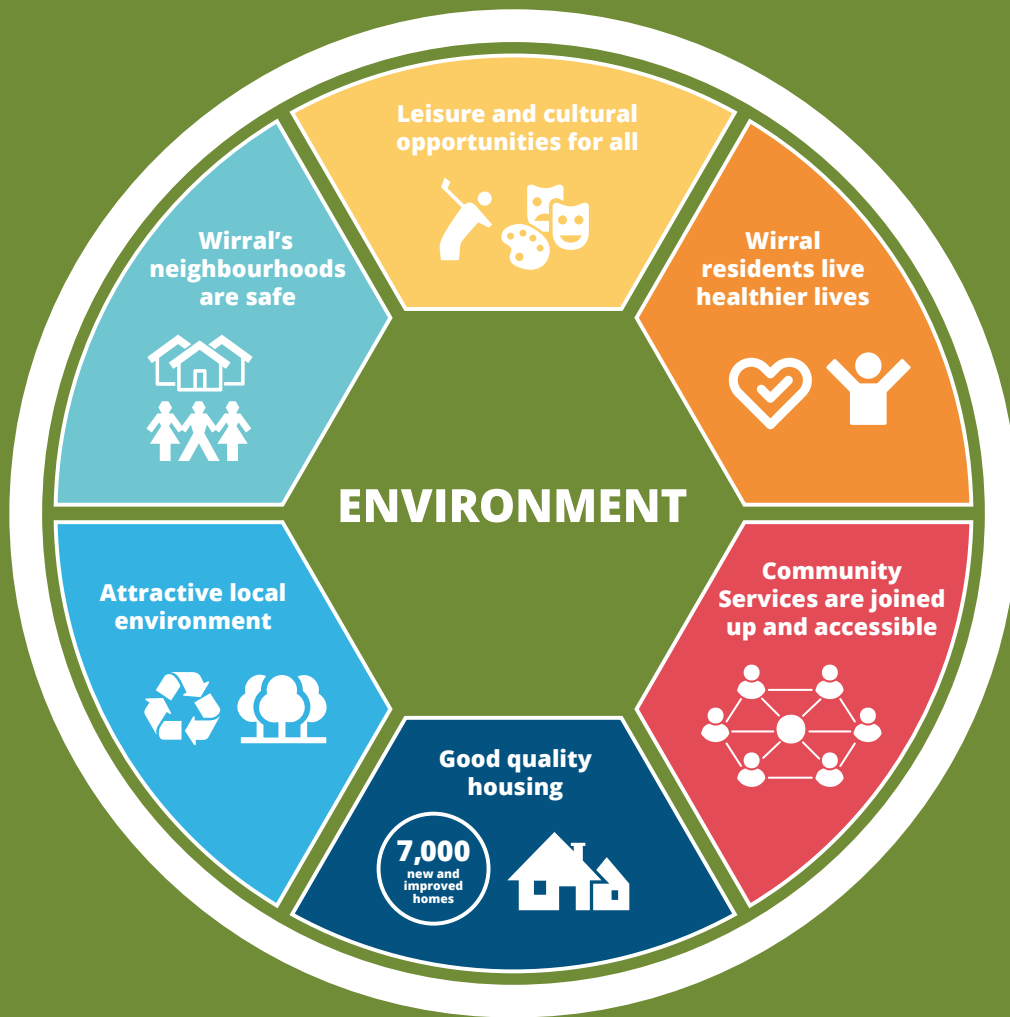 Leisure and cultural
opportunities for all
Wirral
residents live
healthier lives
Community
Services are joined
up and accessible
Good quality
housing
7,000
new and
improved
homes
Attractive local
environment
Wirral's
neighbourhoods
are safe
ENVIRONMENT